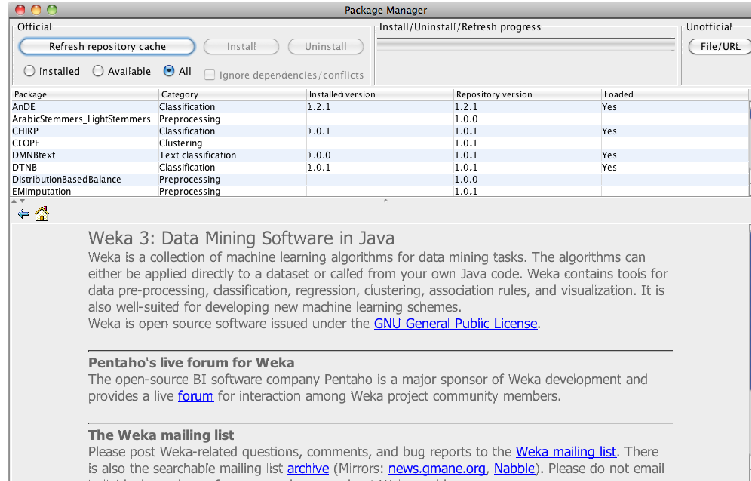 Package Manager
Official
Install/Uninstall/Refresh progress
Unofficial
Refresh repository cache
Install
Uninstall
File/URL
Installed
Available
All
Ignore dependencies/conflicts
Package Category Installed version Repository version Loaded
AnDE Classification 1.2.1 1.2.1 Yes
ArabicStemmers_LightStemmers Preprocessing 1.0.0
CHIRP Classification 1.0.1 1.0.1 Yes
CLOPE Clustering 1.0.1
DMNBtext Text classification 1.0.0 1.0.1 Yes
DTNB Classification 1.0.1 1.0.1 Yes
DistributionBasedBalance Preprocessing 1.0.0
EMImputation Preprocessing 1.0.1
Weka 3: Data Mining Software in Java
Weka is a collection of machine learning algorithms for data mining tasks. The algorithms can
either be applied directly to a dataset or called from your own Java code. Weka contains tools for
data pre-processing, classification, regression, clustering, association rules, and visualization. It is
also well-suited for developing new machine learning schemes.
Weka is open source software issued under the GNU General Public License.
Pentaho's live forum for Weka
The open-source BI software company Pentaho is a major sponsor of Weka development and
provides a live forum for interaction among Weka project community members.
The Weka mailing list
Please post Weka-related questions, comments, and bug reports to the Weka mailing list. There
is also the searchable mailing list archive (Mirrors: news.gmane.org, Nabble). Please do not email